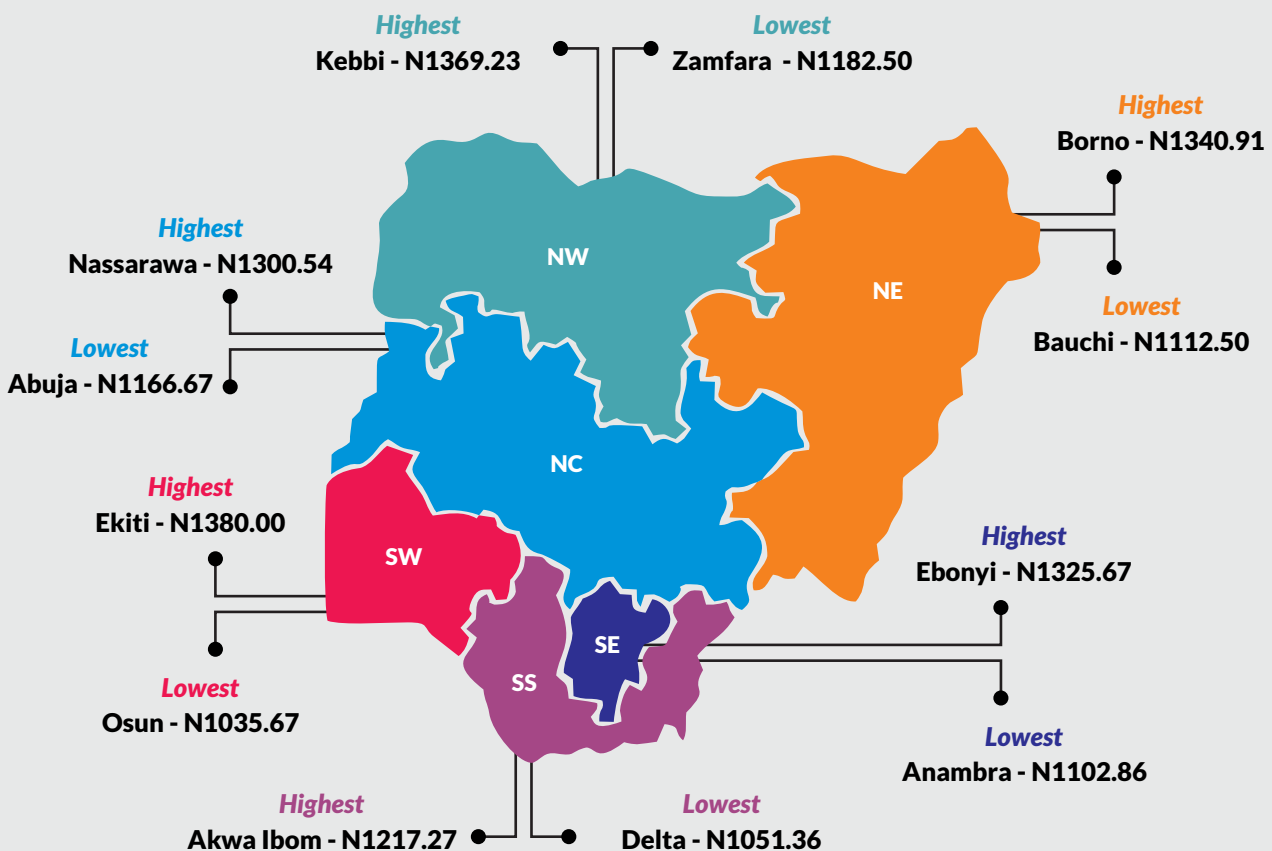 Highest
Kebbi - N1369.23
Lowest
Zamfara - N1182.50
Highest
Borno - N1340.91
Lowest
Bauchi - N1112.50
Highest
Nassarawa - N1300.54
Lowest
Abuja - N1166.67
NW
NE
NC
SW
SE
SS
Highest
Ekiti - N1380.00
Lowest
Osun - N1035.67
Highest
Ebonyi - N1325.67
Lowest
Anambra - N1102.86
Highest
Akwa Ibom - N1217.27
Lowest
Delta - N1051.36